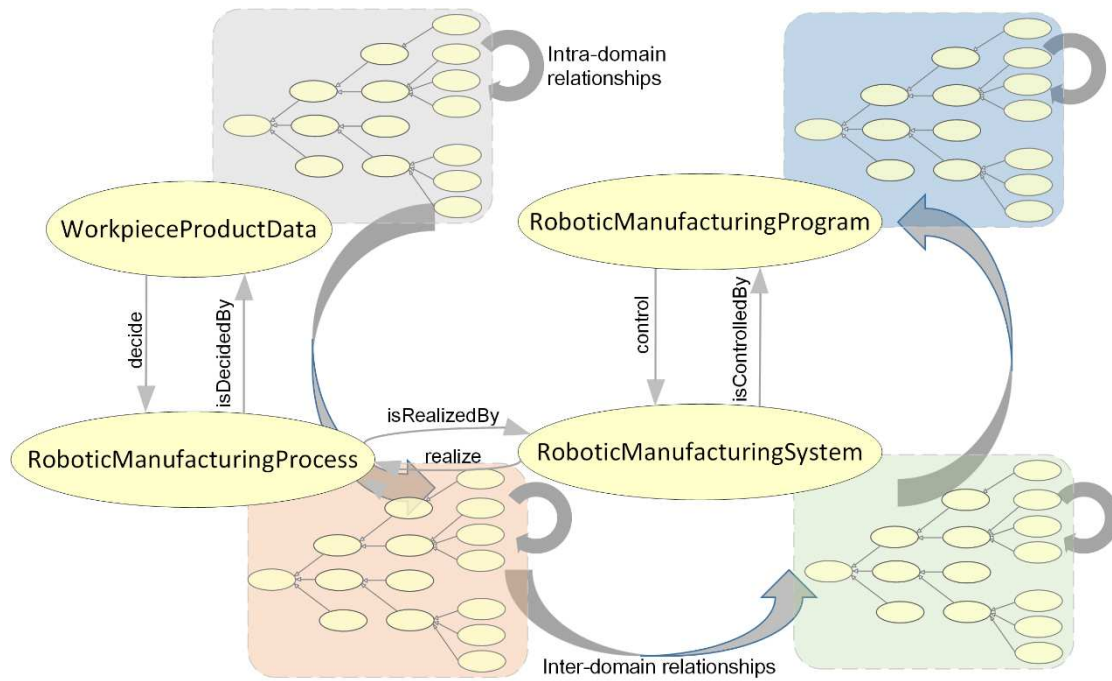 Intra-domain
relationships
WorkpieceProductData
RoboticManufacturingProgram
decide
isDecidedBy
control
isControlledBy
isRealizedBy
realize
RoboticManufacturingProcess
RoboticManufacturingSystem
Inter-domain relationships